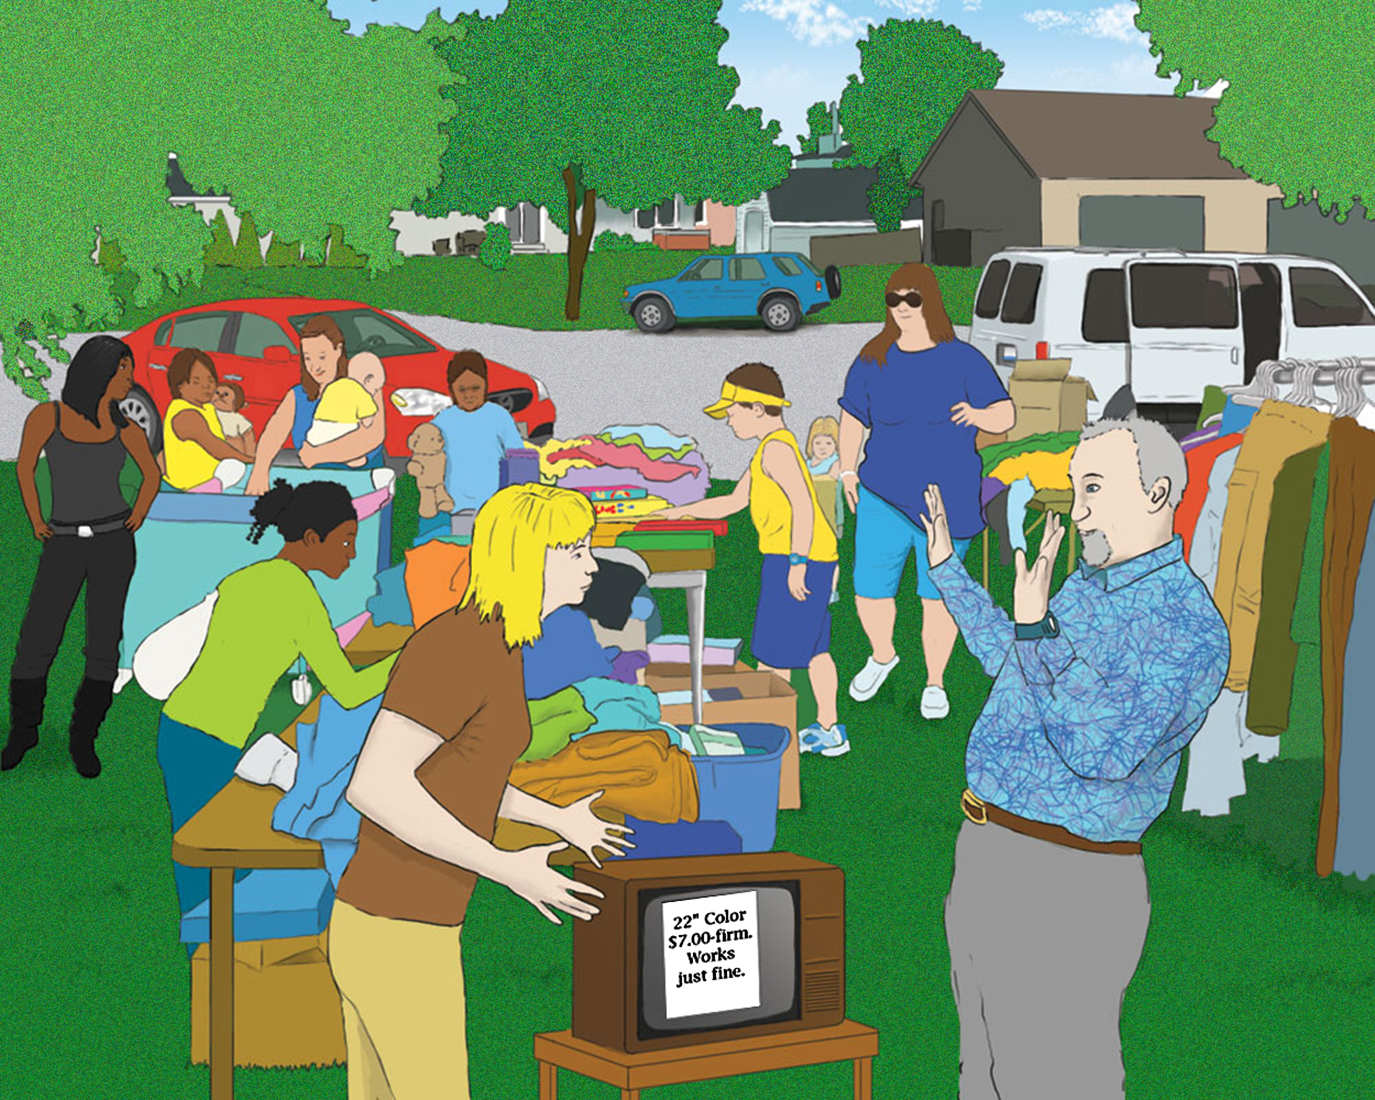 22" Color
$7.00-firm.
Works
just fine.